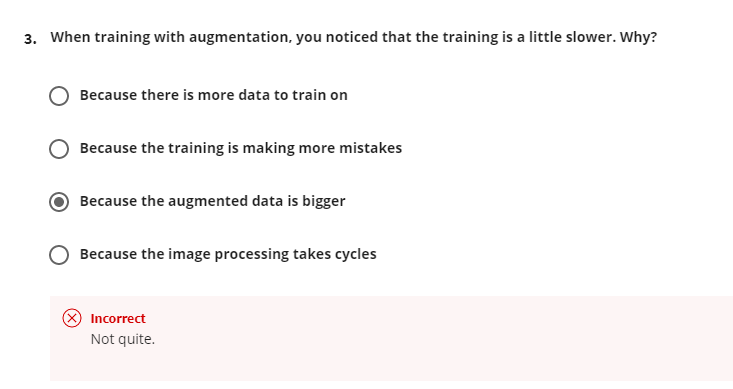 3. When training with augmentation, you noticed that the training is a little slower. Why?
Because there is more data to train on
Because the training is making more mistakes
Because the augmented data is bigger
Because the image processing takes cycles
Incorrect
Not quite.